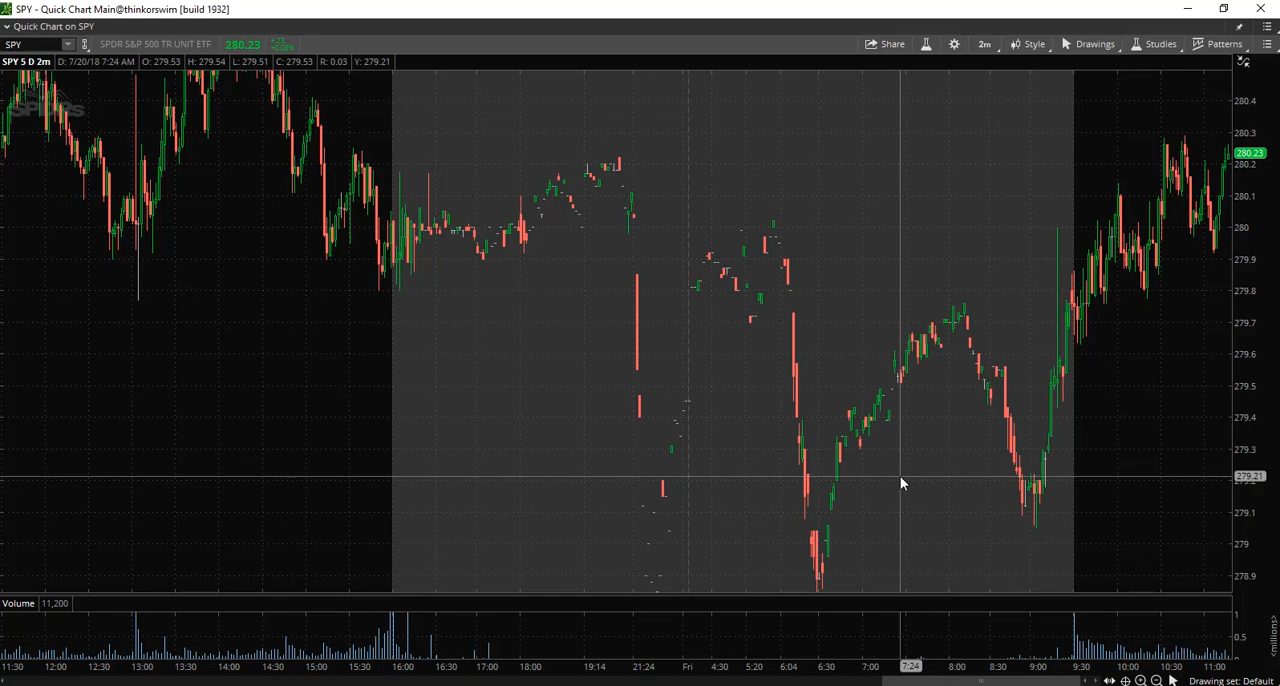 SPY - Quick Chart Main@thinkorswim [build 1932]
Quick Chart on SPY
SPY SPDR S&P 500 TR UNIT ETF 280.23 +.23 +0.08% Share 2m Style Drawings Studies Patterns
SPY 5 D 2m D: 7/20/18 7:24 AM O: 279.53 H: 279.54 L: 279.51 C: 279.53 R: 0.03 Y: 279.21
SPDRs
280.4
280.3
280.23
280.2
280.1
280
279.9
279.8
279.7
279.6
279.5
279.4
279.3
279.21
279.1
279
278.9
Volume 11,200
1
0.5
<millions>
11:30 12:00 12:30 13:00 13:30 14:00 14:30 15:00 15:30 16:00 16:30 17:00 18:00 19:14 21:24 Fri 4:30 5:20 6:04 6:30 7:00 7:24 8:00 8:30 9:00 9:30 10:00 10:30 11:00
Drawing set: Default